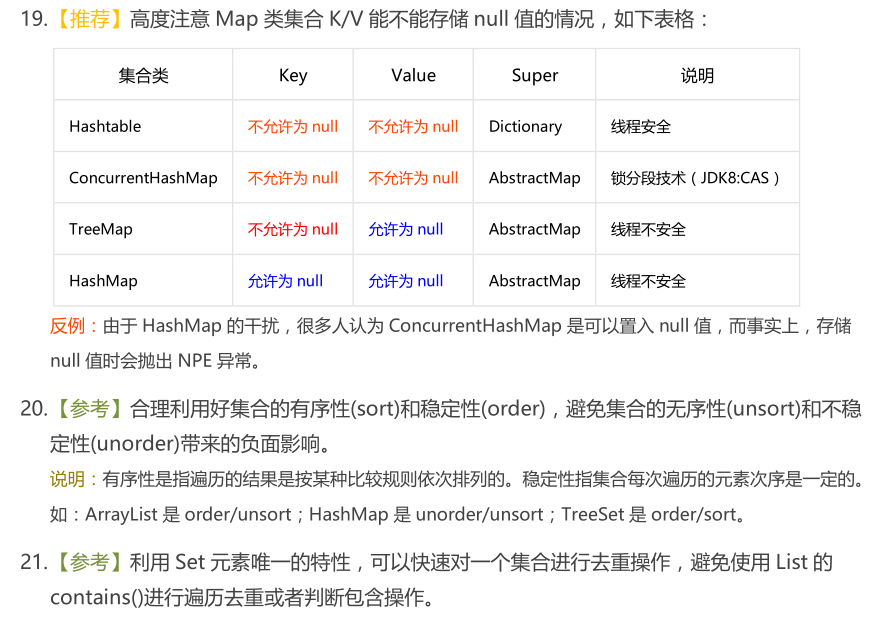 19.【推荐】高度注意 Map 类集合 K/V 能不能存储 null 值的情况，如下表格：
集合类 Key Value Super 说明
Hashtable 不允许为 null 不允许为 null Dictionary 线程安全
ConcurrentHashMap 不允许为 null 不允许为 null AbstractMap 锁分段技术（JDK8:CAS）
TreeMap 不允许为 null 允许为 null AbstractMap 线程不安全
HashMap 允许为 null 允许为 null AbstractMap 线程不安全
反例：由于 HashMap 的干扰，很多人认为 ConcurrentHashMap 是可以置入 null 值，而事实上，存储
null 值时会抛出 NPE 异常。
20.【参考】合理利用好集合的有序性(sort)和稳定性(order)，避免集合的无序性(unsort)和不稳
定性(unorder)带来的负面影响。
说明：有序性是指遍历的结果是按某种比较规则依次排列的。稳定性指集合每次遍历的元素次序是一定的。
如：ArrayList 是 order/unsort；HashMap 是 unorder/unsort；TreeSet 是 order/sort。
21.【参考】利用 Set 元素唯一的特性，可以快速对一个集合进行去重操作，避免使用 List 的
contains()进行遍历去重或者判断包含操作。